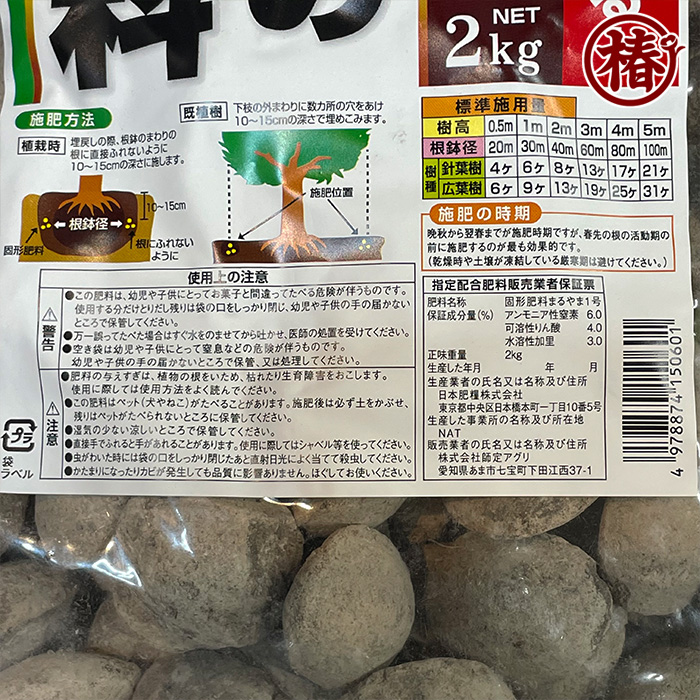 料の
NET
2kg
椿
施肥方法
植栽時
埋戻しの際、根鉢のまわりの
根に直接ふれないように
10〜15cmの深さに施します。
10〜15cm
根鉢径
固形肥料
根にふれない
ように
既植樹
下枝の外まわりに数カ所の穴をあけ
10〜15cmの深さで埋めこみます。
施肥位置
標準施用量
樹高 0.5m 1m 2m 3m 4m 5m
根鉢径 20m 30m 40m 60m 80m 100m
樹種 針葉樹 4ヶ 6ヶ 8ヶ 13ヶ 17ヶ 21ヶ
広葉樹 6ヶ 9ヶ 13ヶ 19ヶ 25ヶ 31ヶ
施肥の時期
晩秋から翌春までが施肥時期ですが、春先の根の活動期の
前に施肥するのが最も効果的です。
(乾燥時や土壌が凍結している厳寒期は避けてください。)
使用上の注意
警告
●この肥料は、幼児や子供にとってお菓子と間違ってたべる危険が伴うものです。
使用する分だけとりだし残りは袋の口をしっかり閉じ、幼児や子供の手の届かない
ところで保管してください。
●万一誤ってたべた場合はすぐ水をのませてから吐かせ、医師の処置を受けてください。
●空き袋は幼児や子供にとって窒息などの危険が伴うものです。
幼児や子供の手の届かないところで保管、又は処理してください。
注意
●肥料の与えすぎは、植物の根をいため、枯れたり生育障害をおこします。
使用に際しては使用方法をよく読んでください。
●この肥料はペット(犬やねこ)がたべることがあります。施肥後は必ず土をかぶせ、
残りはペットがたべられないところに保管してください。
●湿気の少ない涼しいところで保管してください。
●直接手でふれると手があれることがあります。使用に際してはシャベル等を使ってください。
●虫がわいた時には袋の口をしっかり閉じたあと直射日光によく当てて殺虫してください。
●かたまりになったりカビが発生しても品質に影響ありません。ほぐしてお使いください。
プラ
袋
ラベル
指定配合肥料販売業者保証票
肥料名称 固形肥料まるやま1号
保証成分量(%) アンモニア性窒素 6.0
可溶性りん酸 4.0
水溶性加里 3.0
正味重量 2kg
生産した年月 年 月
生産業者の氏名又は名称及び住所
日本肥糧株式会社
東京都中央区日本橋本町一丁目10番5号
生産した事業所の名称及び所在地
NAT
販売業者の氏名又は名称及び住所
株式会社師定アグリ
愛知県あま市七宝町下田江西37-1
4 978874 150601